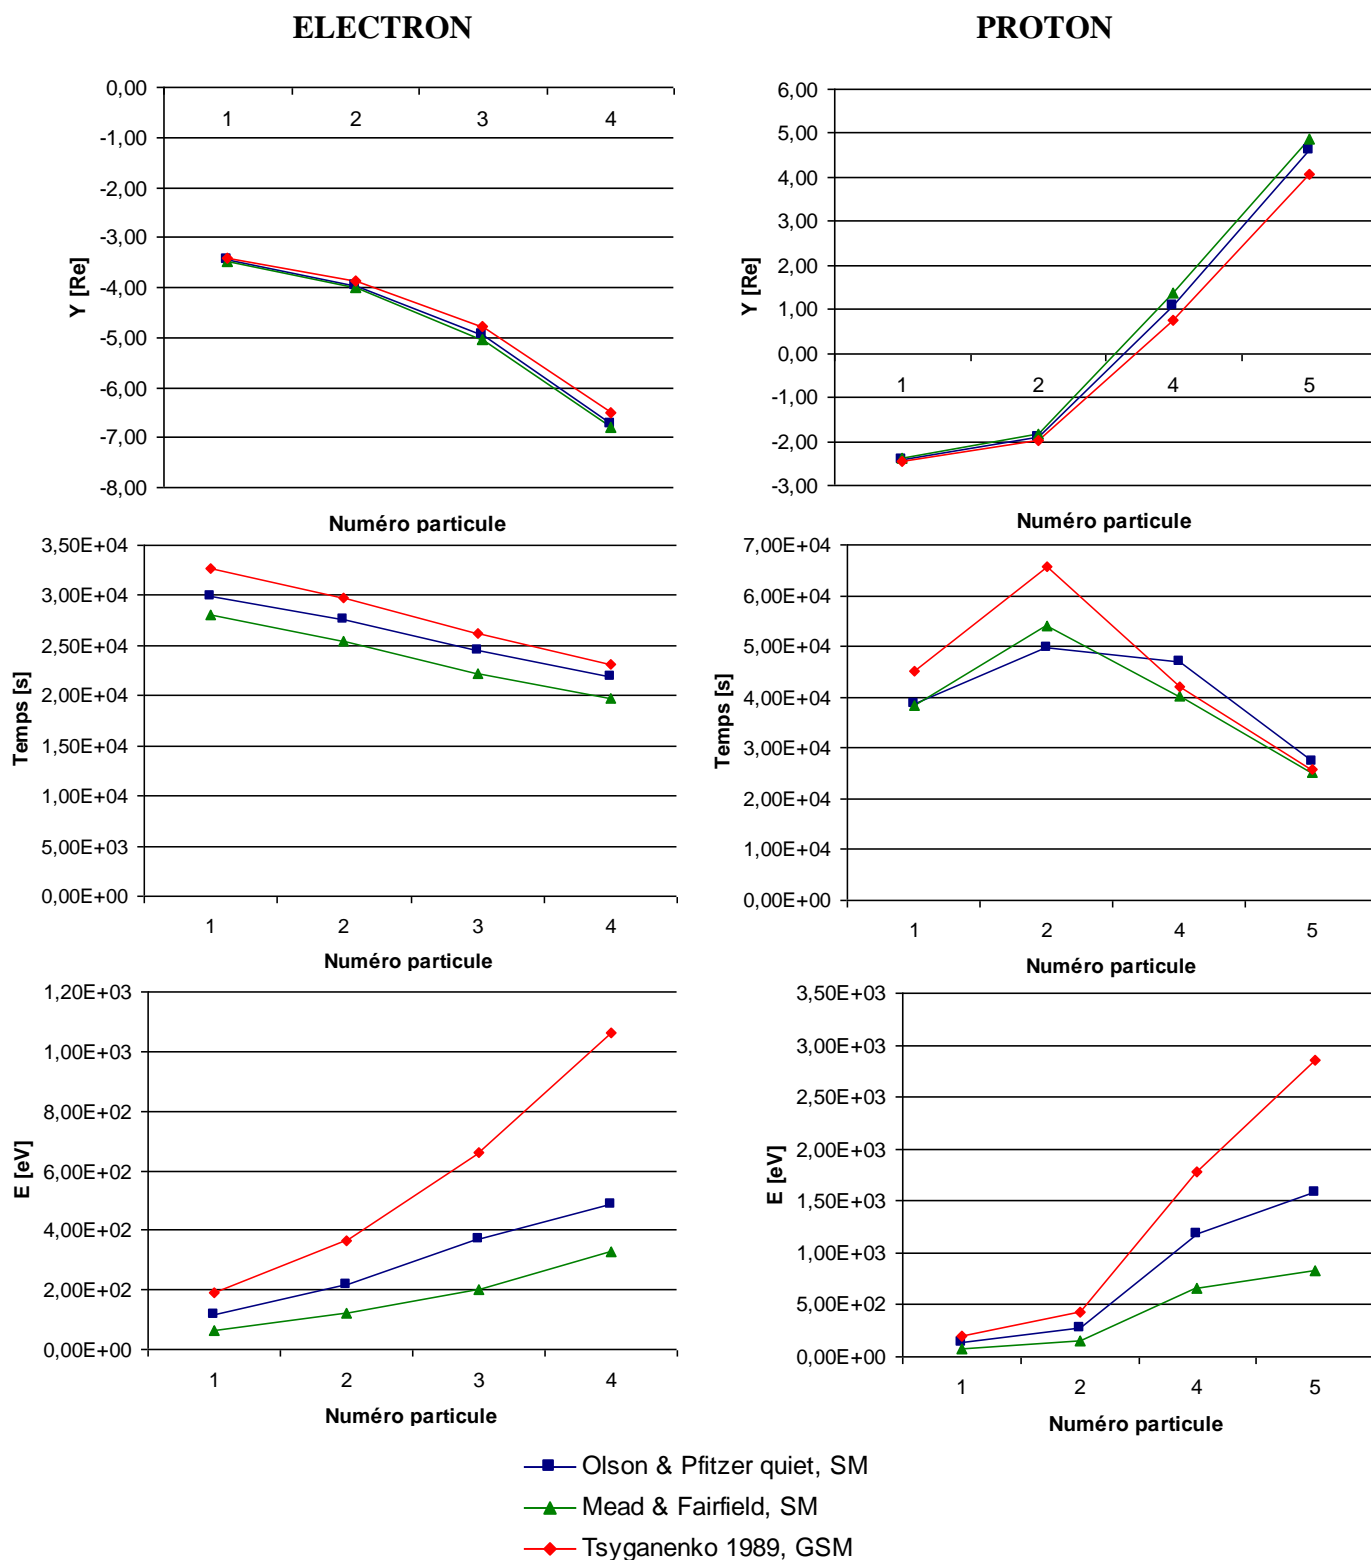 ELECTRON
PROTON
0,00
-1,00
-2,00
-3,00
-4,00
-5,00
-6,00
-7,00
-8,00
1 2 3 4
Y [Re]
Numéro particule
6,00
5,00
4,00
3,00
2,00
1,00
0,00
-1,00
-2,00
-3,00
1 2 4 5
Y [Re]
Numéro particule
3,50E+04
3,00E+04
2,50E+04
2,00E+04
1,50E+04
1,00E+04
5,00E+03
0,00E+00
1 2 3 4
Temps [s]
Numéro particule
7,00E+04
6,00E+04
5,00E+04
4,00E+04
3,00E+04
2,00E+04
1,00E+04
0,00E+00
1 2 4 5
Temps [s]
Numéro particule
1,20E+03
1,00E+03
8,00E+02
6,00E+02
4,00E+02
2,00E+02
0,00E+00
1 2 3 4
E [eV]
Numéro particule
3,50E+03
3,00E+03
2,50E+03
2,00E+03
1,50E+03
1,00E+03
5,00E+02
0,00E+00
1 2 4 5
E [eV]
Numéro particule
Olson & Pfitzer quiet, SM
Mead & Fairfield, SM
Tsyganenko 1989, GSM